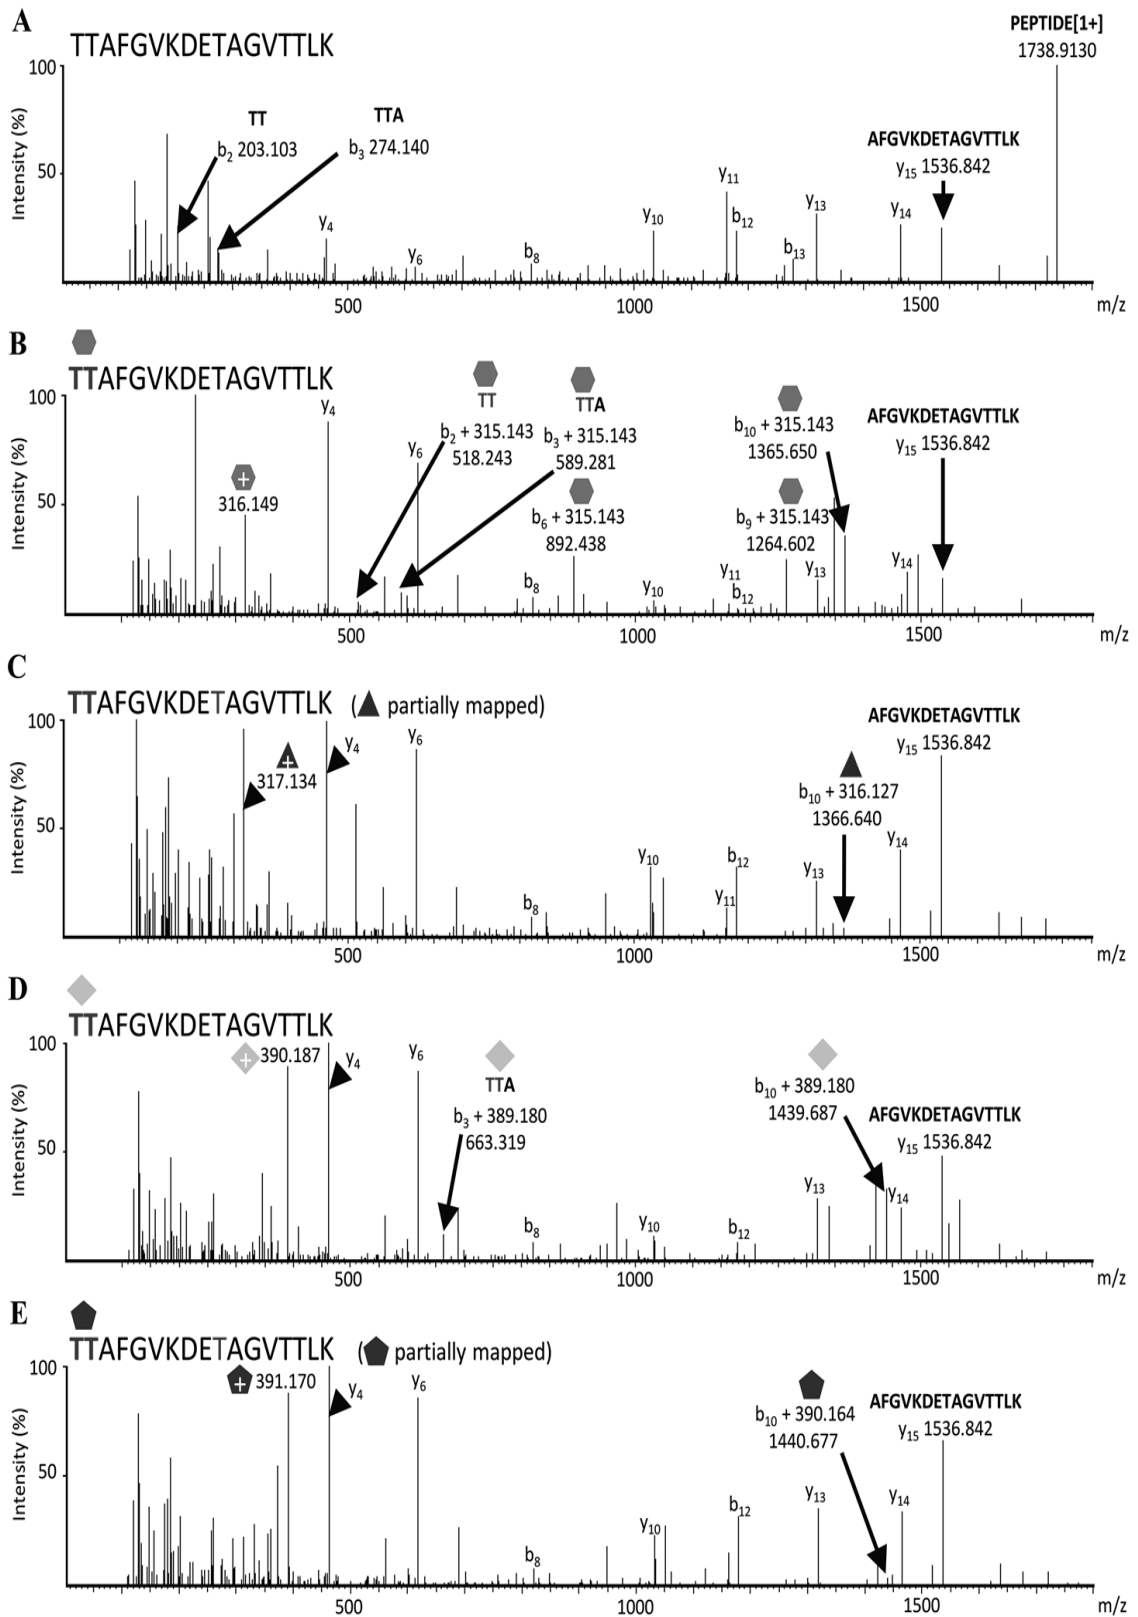 A
TTAFGVKDETAGVTTLK
PEPTIDE[1+]
1738.9130
100
50
Intensity (%)
TT
b2 203.103
TTA
b3 274.140
y4
y6
b8
y10
y11
b12
b13
y13
y14
AFGVKDETAGVTTLK
y15 1536.842
500
1000
1500
m/z
B
TTAFGVKDETAGVTTLK
100
50
Intensity (%)
+
316.149
y4
y6
TT
b2 + 315.143
518.243
TTA
b3 + 315.143
589.281
b6 + 315.143
892.438
b10 + 315.143
1365.650
b9 + 315.143
1264.602
AFGVKDETAGVTTLK
y15 1536.842
b8
y10
y11
b12
y13
y14
500
1000
1500
m/z
C
TTAFGVKDETAGVTTLK ( partially mapped)
100
50
Intensity (%)
+
317.134
y4
y6
b8
y10
y11
b12
y13
b10 + 316.127
1366.640
y14
AFGVKDETAGVTTLK
y15 1536.842
500
1000
1500
m/z
D
TTAFGVKDETAGVTTLK
100
50
Intensity (%)
+ 390.187
y4
y6
TTA
b3 + 389.180
663.319
b8
y10
b12
y13
b10 + 389.180
1439.687
y14
AFGVKDETAGVTTLK
y15 1536.842
500
1000
1500
m/z
E
TTAFGVKDETAGVTTLK ( partially mapped)
100
50
Intensity (%)
+ 391.170
y4
y6
b8
y10
b12
y13
b10 + 390.164
1440.677
y14
AFGVKDETAGVTTLK
y15 1536.842
500
1000
1500
m/z